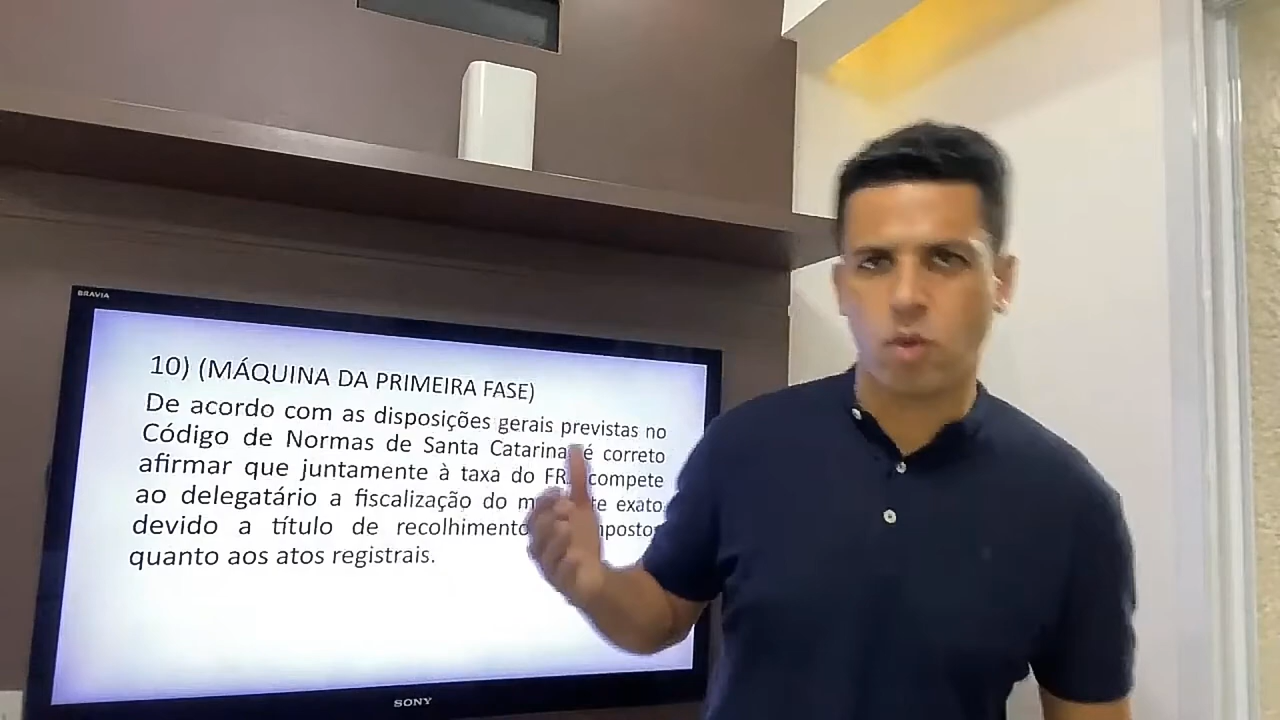 BRAVIA
10) (MÁQUINA DA PRIMEIRA FASE)
De acordo com as disposições gerais previstas no
Código de Normas de Santa Catarina é correto
afirmar que juntamente à taxa do compete
ao delegatário a fiscalização do exato
devido a título de recolhimento
quanto aos atos registrais.
SONY